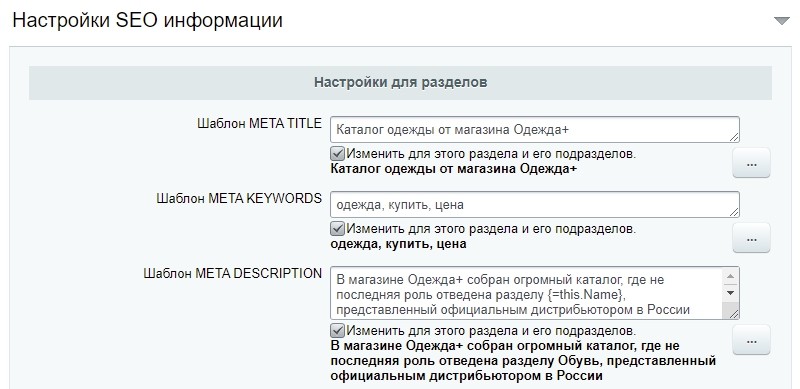 Настройки SEO информации
Настройки для разделов
Шаблон META TITLE
Каталог одежды от магазина Одежда+
Изменить для этого раздела и его подразделов.
Каталог одежды от магазина Одежда+
...
Шаблон META KEYWORDS
одежда, купить, цена
Изменить для этого раздела и его подразделов.
одежда, купить, цена
...
Шаблон META DESCRIPTION
В магазине Одежда+ собран огромный каталог, где не
последняя роль отведена разделу {=this.Name},
представленный официальным дистрибьютором в России
Изменить для этого раздела и его подразделов.
В магазине Одежда+ собран огромный каталог, где не
последняя роль отведена разделу Обувь, представленный
официальным дистрибьютором в России
...